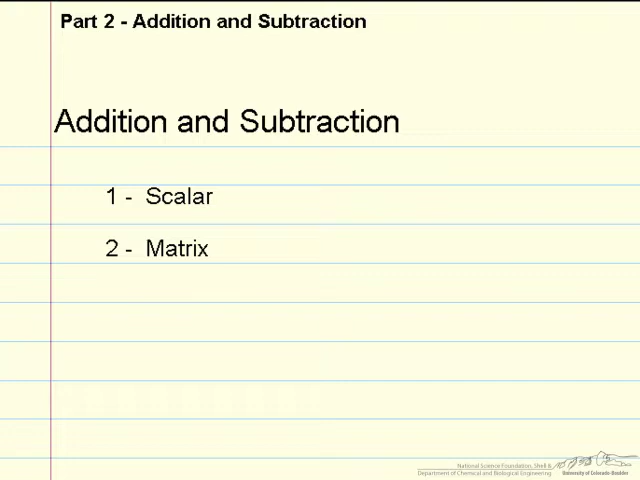 Part 2 - Addition and Subtraction
Addition and Subtraction
1 - Scalar
2 - Matrix
National Science Foundation, Shell &
Department of Chemical and Biological Engineering
University of Colorado-Boulder